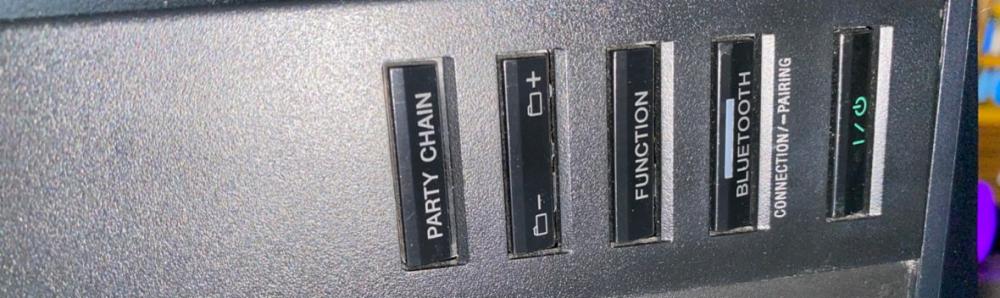 PARTY CHAIN
− +
FUNCTION
BLUETOOTH
CONNECTION/−PAIRING
I / ⏻